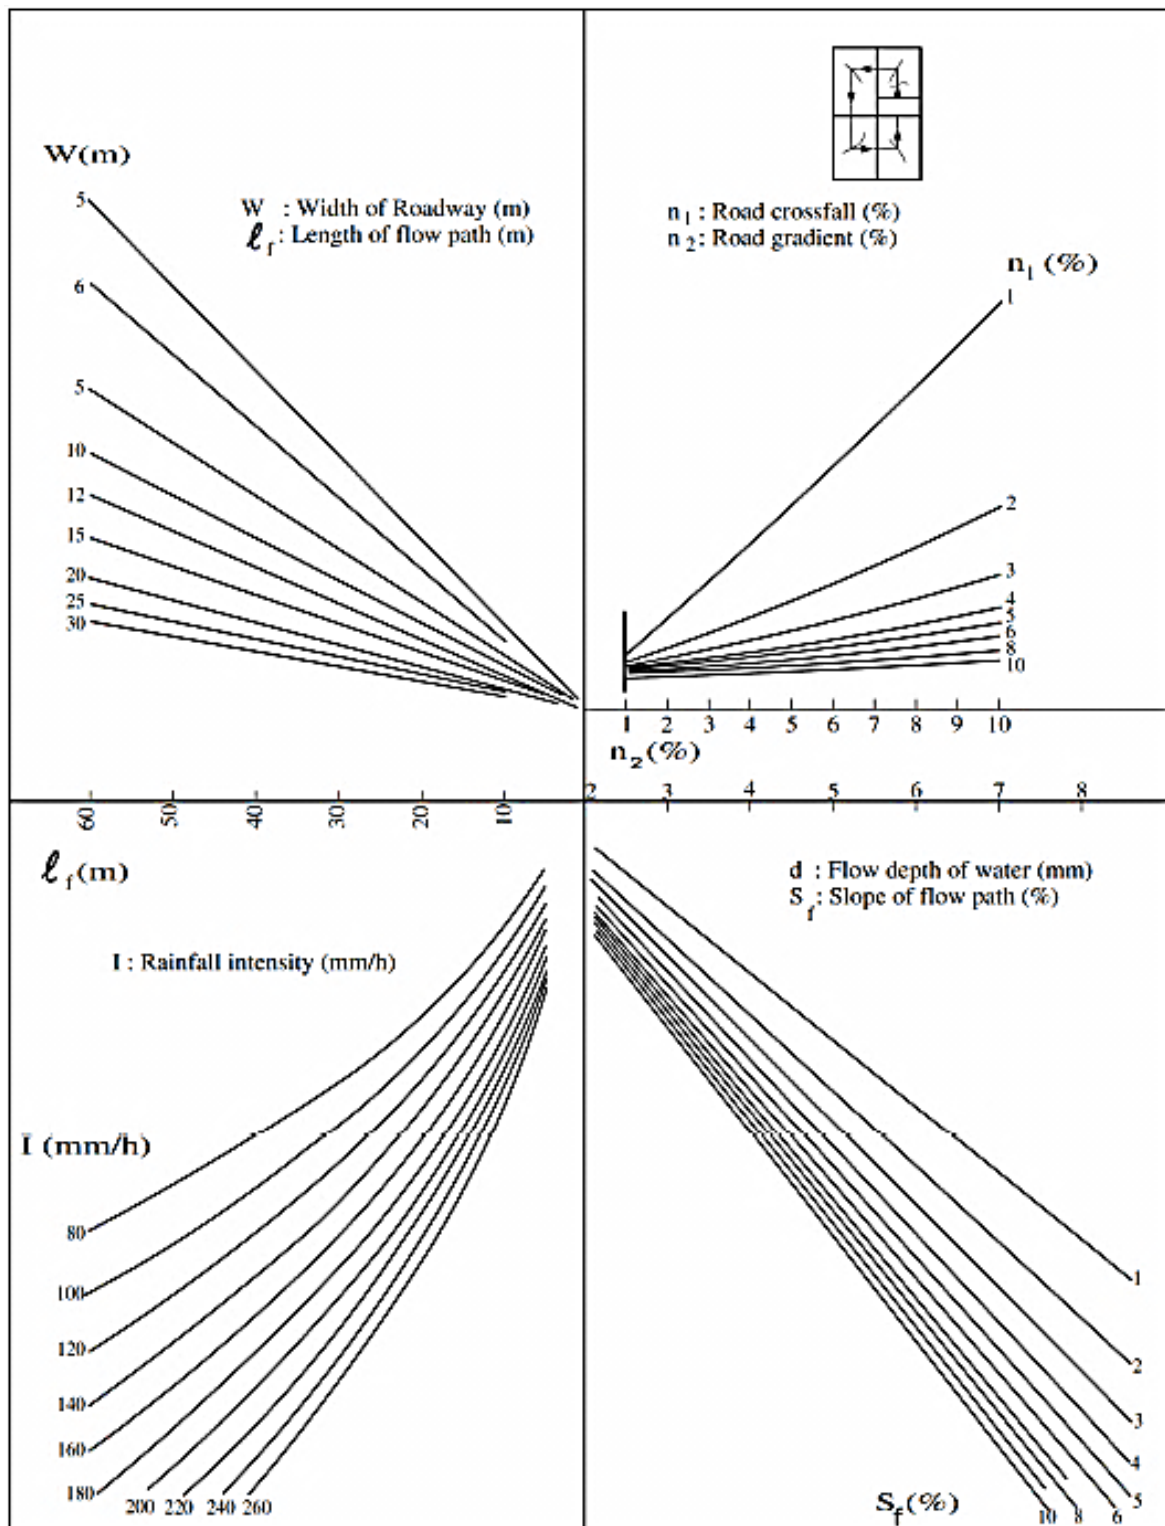 W(m)
W : Width of Roadway (m)
ℓf : Length of flow path (m)
5
6
5
10
12
15
20
25
30
n1 : Road crossfall (%)
n2 : Road gradient (%)
n1 (%)
1
2
3
4
5
6
8
10
1 2 3 4 5 6 7 8 9 10
n2 (%)
60 50 40 30 20 10
2 3 4 5 6 7 8
ℓf (m)
I : Rainfall intensity (mm/h)
I (mm/h)
80
100
120
140
160
180 200 220 240 260
d : Flow depth of water (mm)
Sf : Slope of flow path (%)
1
2
3
4
5
Sf (%)
10 8 6